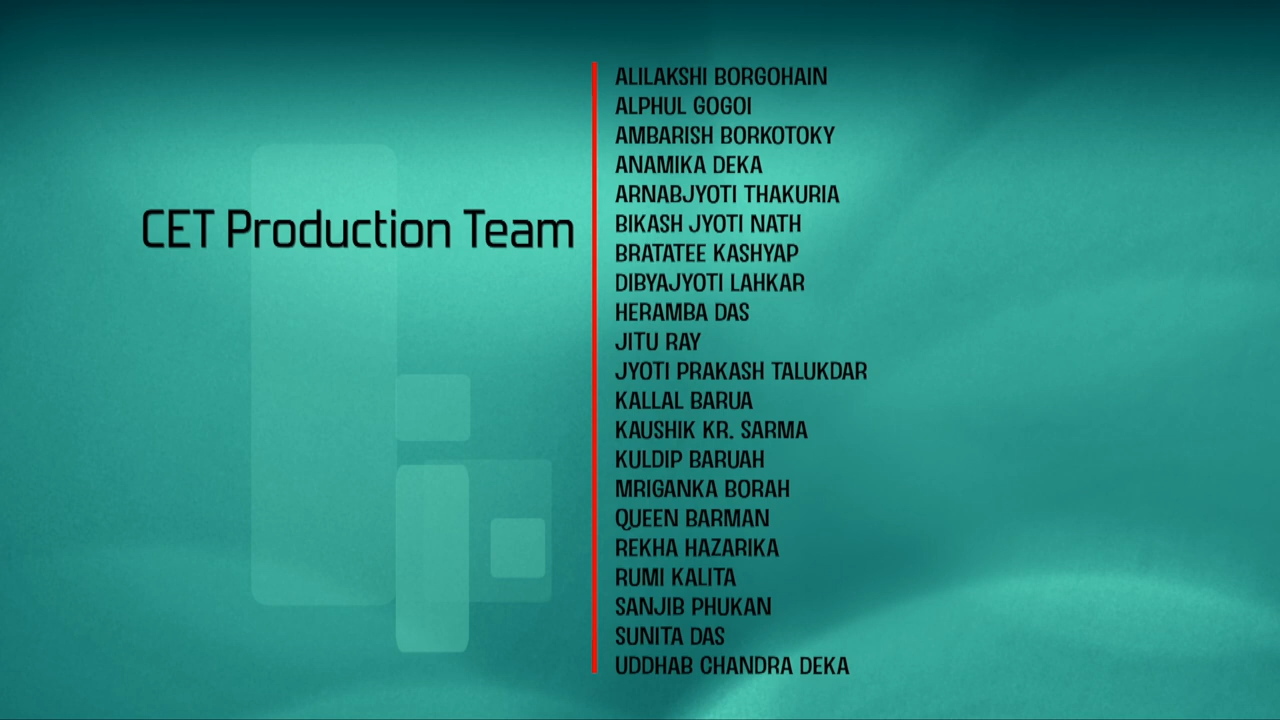 CET Production Team
ALILAKSHI BORGOHAIN
ALPHUL GOGOI
AMBARISH BORKOTOKY
ANAMIKA DEKA
ARNABJYOTI THAKURIA
BIKASH JYOTI NATH
BRATATEE KASHYAP
DIBYAJYOTI LAHKAR
HERAMBA DAS
JITU RAY
JYOTI PRAKASH TALUKDAR
KALLAL BARUA
KAUSHIK KR. SARMA
KULDIP BARUAH
MRIGANKA BORAH
QUEEN BARMAN
REKHA HAZARIKA
RUMI KALITA
SANJIB PHUKAN
SUNITA DAS
UDDHAB CHANDRA DEKA